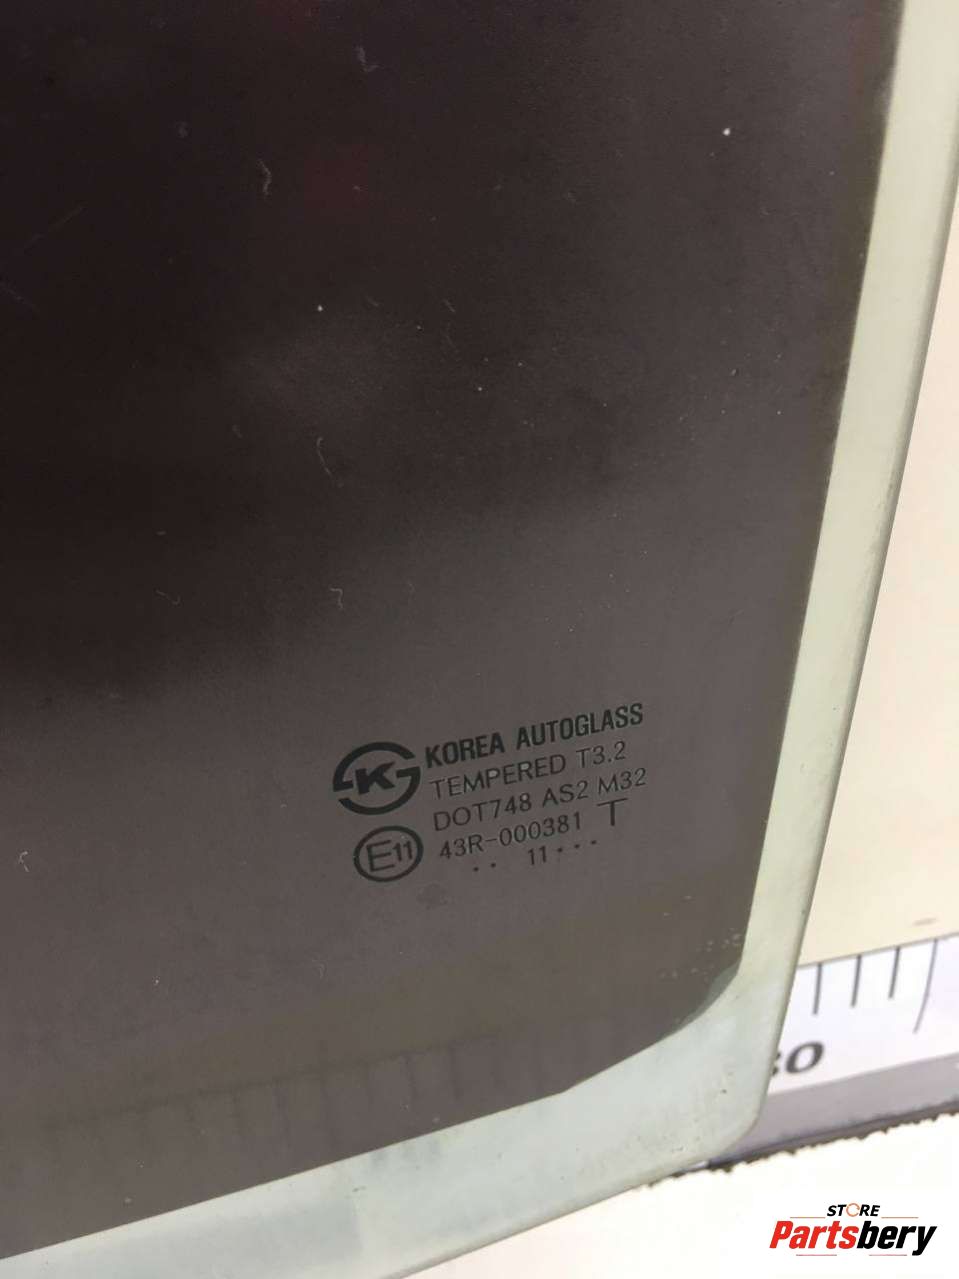 K KOREA AUTOGLASS
TEMPERED T3.2
DOT748 AS2 M32
E11 43R-000381 T
.. 11...
STORE
Partsbery